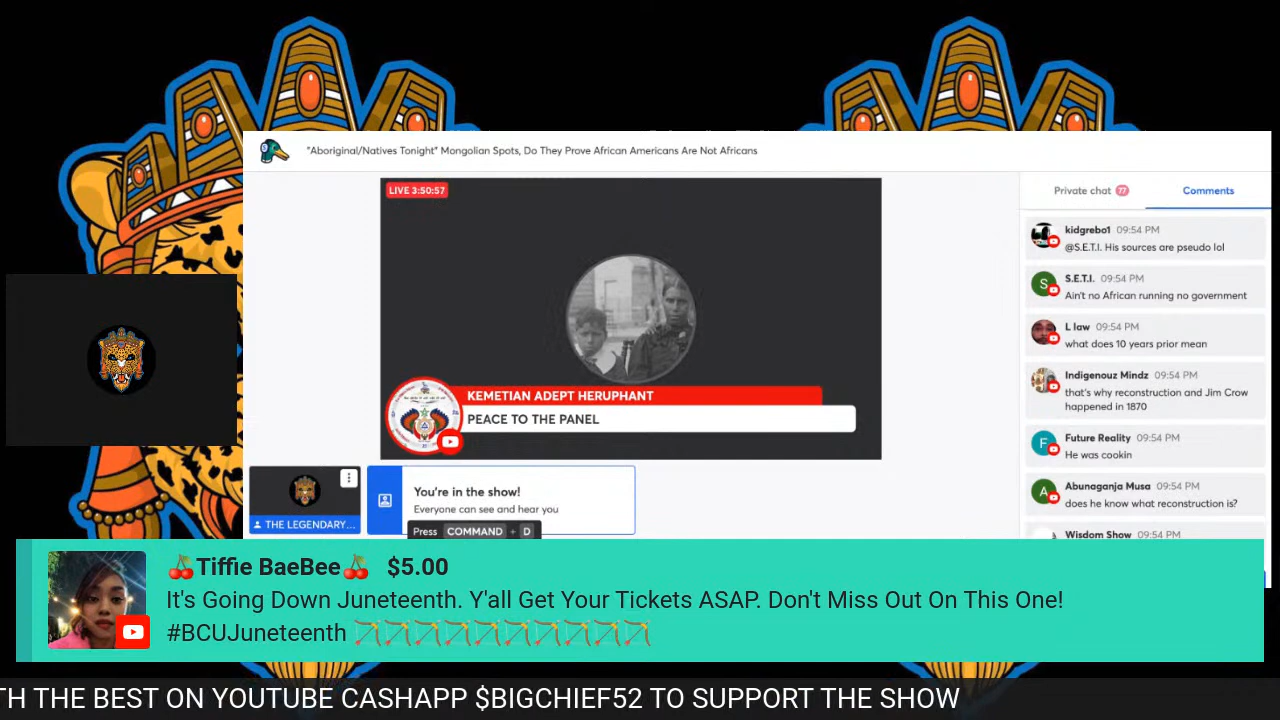 "Aboriginal/Natives Tonight" Mongolian Spots, Do They Prove African Americans Are Not Africans
LIVE 3:50:57
KEMETIAN ADEPT HERUPHANT
PEACE TO THE PANEL
Private chat 77
Comments
kidgrebo1 09:54 PM
@S.E.T.I. His sources are pseudo lol
S
S.E.T.I. 09:54 PM
Ain't no African running no government
L law 09:54 PM
what does 10 years prior mean
Indigenouz Mindz 09:54 PM
that's why reconstruction and Jim Crow
happened in 1870
F
Future Reality 09:54 PM
He was cookin
A
Abunaganja Musa 09:54 PM
does he know what reconstruction is?
Wisdom Show 09:54 PM
THE LEGENDARY...
You're in the show!
Everyone can see and hear you
Press COMMAND + D
🍒Tiffie BaeBee🍒 $5.00
It's Going Down Juneteenth. Y'all Get Your Tickets ASAP. Don't Miss Out On This One!
#BCUJuneteenth 🏹🏹🏹🏹🏹🏹🏹🏹🏹🏹
TH THE BEST ON YOUTUBE CASHAPP $BIGCHIEF52 TO SUPPORT THE SHOW